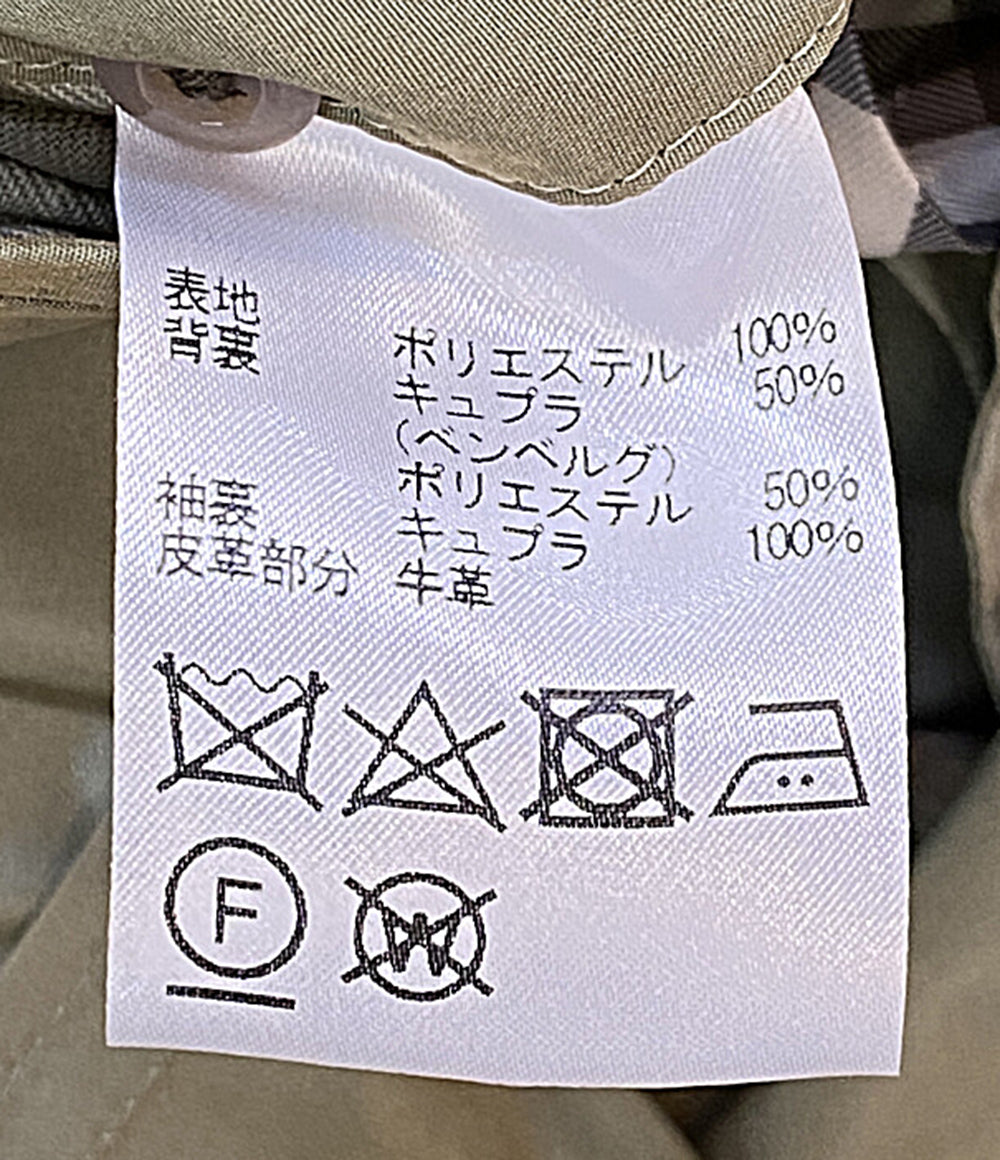 表地 ポリエステル 100%
背裏 キュプラ 50%
(ベンベルグ)
ポリエステル 50%
袖裏 キュプラ 100%
皮革部分 牛革
F
W